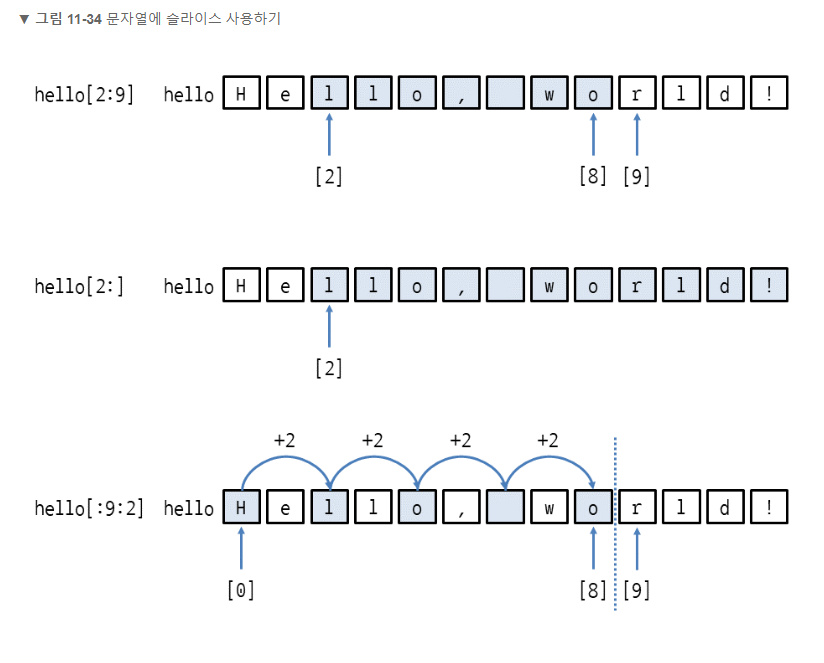 ▼ 그림 11-34 문자열에 슬라이스 사용하기
hello[2:9] hello H e l l o , w o r l d !
[2] [8] [9]
hello[2:] hello H e l l o , w o r l d !
[2]
+2 +2 +2 +2
hello[:9:2] hello H e l l o , w o r l d !
[0] [8] [9]